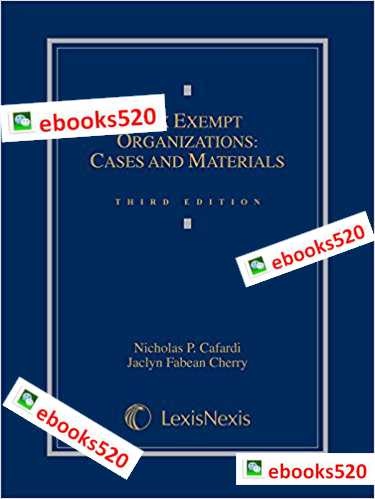 ebooks520
EXEMPT
ORGANIZATIONS:
CASES AND MATERIALS
THIRD EDITION
ebooks520
Nicholas P. Cafardi
Jaclyn Fabean Cherry
ebooks520
LexisNexis
ebooks520